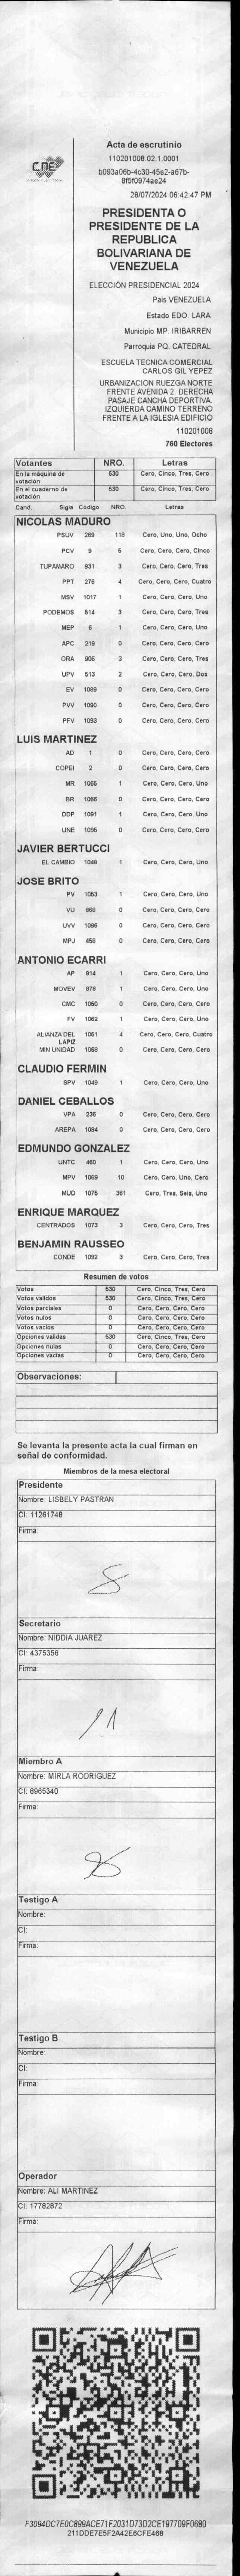 CNE
Acta de escrutinio
110201008.02.1.0001
b093a06b-4c30-45e2-a67b-
8f5f0974ae24
28/07/2024 06:42:47 PM
PRESIDENTA O
PRESIDENTE DE LA
REPUBLICA
BOLIVARIANA DE
VENEZUELA
ELECCIÓN PRESIDENCIAL 2024
País VENEZUELA
Estado EDO. LARA
Municipio MP. IRIBARREN
Parroquia PQ. CATEDRAL
ESCUELA TECNICA COMERCIAL
CARLOS GIL YEPEZ
URBANIZACION RUEZGA NORTE
FRENTE AVENIDA 2. DERECHA
PASAJE CANCHA DEPORTIVA.
IZQUIERDA CAMINO TERRENO
FRENTE A LA IGLESIA EDIFICIO
110201008
760 Electores
Votantes NRO. Letras
En la máquina de votación 530 Cero, Cinco, Tres, Cero
En el cuaderno de votación 530 Cero, Cinco, Tres, Cero
Cand. Sigla Código NRO. Letras
NICOLAS MADURO
PSUV 269 118 Cero, Uno, Uno, Ocho
PCV 9 5 Cero, Cero, Cero, Cinco
TUPAMARO 931 3 Cero, Cero, Cero, Tres
PPT 276 4 Cero, Cero, Cero, Cuatro
MSV 1017 1 Cero, Cero, Cero, Uno
PODEMOS 514 3 Cero, Cero, Cero, Tres
MEP 6 1 Cero, Cero, Cero, Uno
APC 219 0 Cero, Cero, Cero, Cero
ORA 906 3 Cero, Cero, Cero, Tres
UPV 513 2 Cero, Cero, Cero, Dos
EV 1089 0 Cero, Cero, Cero, Cero
PVV 1090 0 Cero, Cero, Cero, Cero
PFV 1093 0 Cero, Cero, Cero, Cero
LUIS MARTINEZ
AD 1 0 Cero, Cero, Cero, Cero
COPEI 2 0 Cero, Cero, Cero, Cero
MR 1065 1 Cero, Cero, Cero, Uno
BR 1066 0 Cero, Cero, Cero, Cero
DDP 1091 1 Cero, Cero, Cero, Uno
UNE 1095 0 Cero, Cero, Cero, Cero
JAVIER BERTUCCI
EL CAMBIO 1048 1 Cero, Cero, Cero, Uno
JOSE BRITO
PV 1053 1 Cero, Cero, Cero, Uno
VU 968 0 Cero, Cero, Cero, Cero
UVV 1096 0 Cero, Cero, Cero, Cero
MPJ 458 0 Cero, Cero, Cero, Cero
ANTONIO ECARRI
AP 914 1 Cero, Cero, Cero, Uno
MOVEV 979 1 Cero, Cero, Cero, Uno
CMC 1050 0 Cero, Cero, Cero, Cero
FV 1062 1 Cero, Cero, Cero, Uno
ALIANZA DEL LAPIZ 1051 4 Cero, Cero, Cero, Cuatro
MIN UNIDAD 1058 0 Cero, Cero, Cero, Cero
CLAUDIO FERMIN
SPV 1049 1 Cero, Cero, Cero, Uno
DANIEL CEBALLOS
VPA 236 0 Cero, Cero, Cero, Cero
AREPA 1094 0 Cero, Cero, Cero, Cero
EDMUNDO GONZALEZ
UNTC 460 1 Cero, Cero, Cero, Uno
MPV 1069 10 Cero, Cero, Uno, Cero
MUD 1075 361 Cero, Tres, Seis, Uno
ENRIQUE MARQUEZ
CENTRADOS 1073 3 Cero, Cero, Cero, Tres
BENJAMIN RAUSSEO
CONDE 1092 3 Cero, Cero, Cero, Tres
Resumen de votos
Votos 530 Cero, Cinco, Tres, Cero
Votos validos 530 Cero, Cinco, Tres, Cero
Votos parciales 0 Cero, Cero, Cero, Cero
Votos nulos 0 Cero, Cero, Cero, Cero
Votos vacios 0 Cero, Cero, Cero, Cero
Opciones validas 530 Cero, Cinco, Tres, Cero
Opciones nulas 0 Cero, Cero, Cero, Cero
Opciones vacias 0 Cero, Cero, Cero, Cero
Observaciones:
Se levanta la presente acta la cual firman en
señal de conformidad.
Miembros de la mesa electoral
Presidente
Nombre: LISBELY PASTRAN
CI: 11261748
Firma:
Secretario
Nombre: NIDDIA JUAREZ
CI: 4375356
Firma:
Miembro A
Nombre: MIRLA RODRIGUEZ
CI: 8965340
Firma:
Testigo A
Nombre:
CI:
Firma:
Testigo B
Nombre:
CI:
Firma:
Operador
Nombre: ALI MARTINEZ
CI: 17782872
Firma:
F3094DC7E0C899ACE71F2031D73D2CE197709F0680
211DDE7E5F2A42E6CFE468